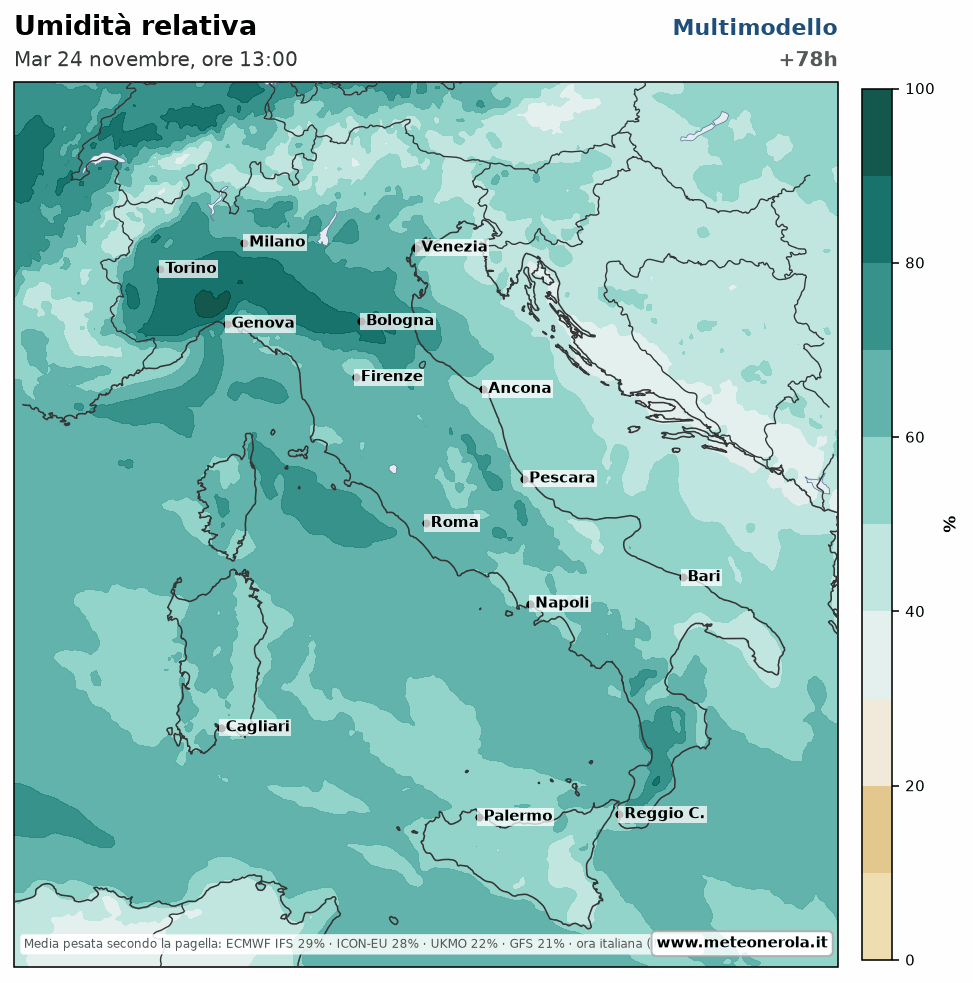 Umidità relativa
Multimodello
Mar 24 novembre, ore 13:00
+78h
100
80
60
40
20
0
%
Milano
Venezia
Torino
Genova
Bologna
Firenze
Ancona
Pescara
Roma
Bari
Napoli
Cagliari
Palermo
Reggio C.
Media pesata secondo la pagella: ECMWF IFS 29% · ICON-EU 28% · UKMO 22% · GFS 21% · ora italiana (
www.meteonerola.it